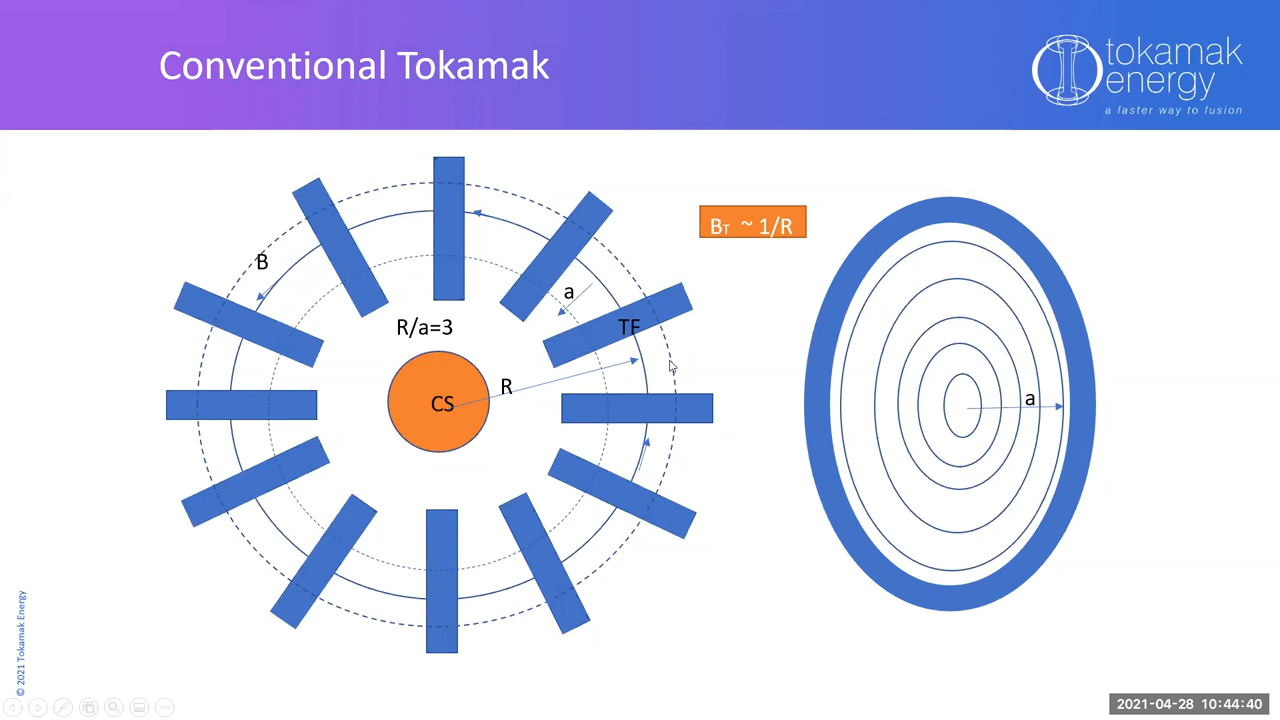 Conventional Tokamak
tokamak
energy
a faster way to fusion
B
R/a=3
a
TF
R
CS
BT ~ 1/R
a
© 2021 Tokamak Energy
2021-04-28 10:44:40